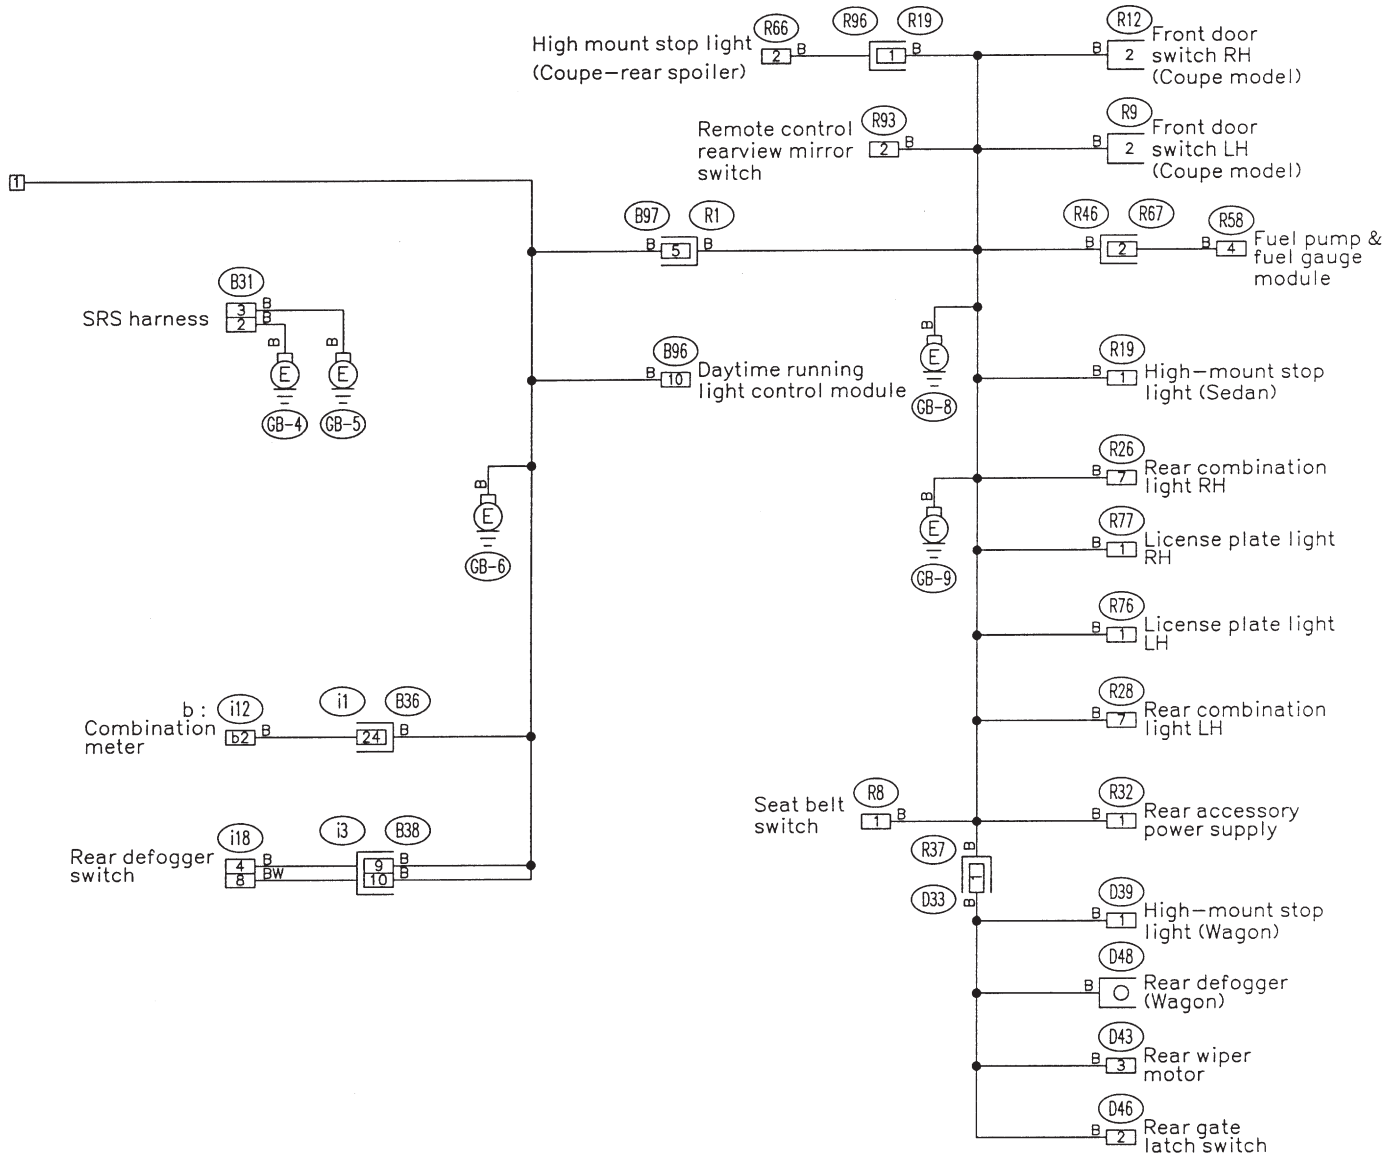 High mount stop light
(Coupe-rear spoiler)
R66
2
B
R96
R19
1
B
R12
B
2
Front door
switch RH
(Coupe model)
Remote control
rearview mirror
switch
R93
2
B
R9
B
2
Front door
switch LH
(Coupe model)
1
B97
R1
B
5
B
R46
R67
B
2
R58
B
4
Fuel pump &
fuel gauge
module
SRS harness
B31
3
B
2
B
B
B
E
E
GB-4
GB-5
B96
B
10
Daytime running
light control module
B
E
GB-8
R19
B
1
High-mount stop
light (Sedan)
B
E
GB-6
R26
B
7
Rear combination
light RH
B
E
GB-9
R77
B
1
License plate light
RH
R76
B
1
License plate light
LH
b :
Combination
meter
i12
b2
B
i1
B36
24
B
R28
B
7
Rear combination
light LH
Seat belt
switch
R8
1
B
R32
B
1
Rear accessory
power supply
Rear defogger
switch
i18
4
B
8
BW
i3
B38
9
B
10
B
R37
B
1
D33
B
D39
B
1
High-mount stop
light (Wagon)
D48
B
Rear defogger
(Wagon)
D43
B
3
Rear wiper
motor
D46
B
2
Rear gate
latch switch